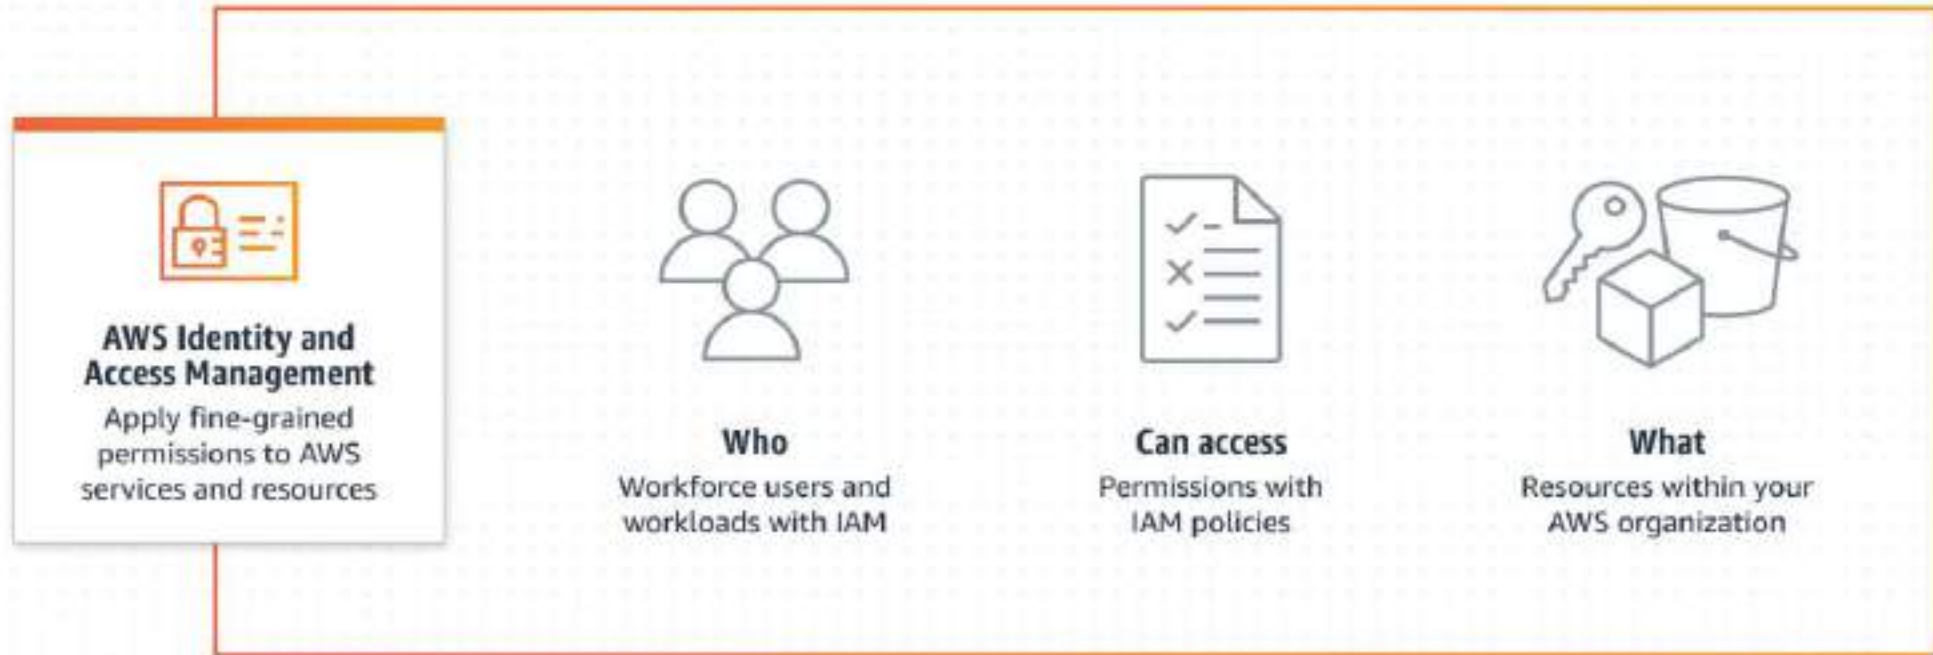 AWS Identity and
Access Management
Apply fine-grained
permissions to AWS
services and resources
Who
Workforce users and
workloads with IAM
Can access
Permissions with
IAM policies
What
Resources within your
AWS organization